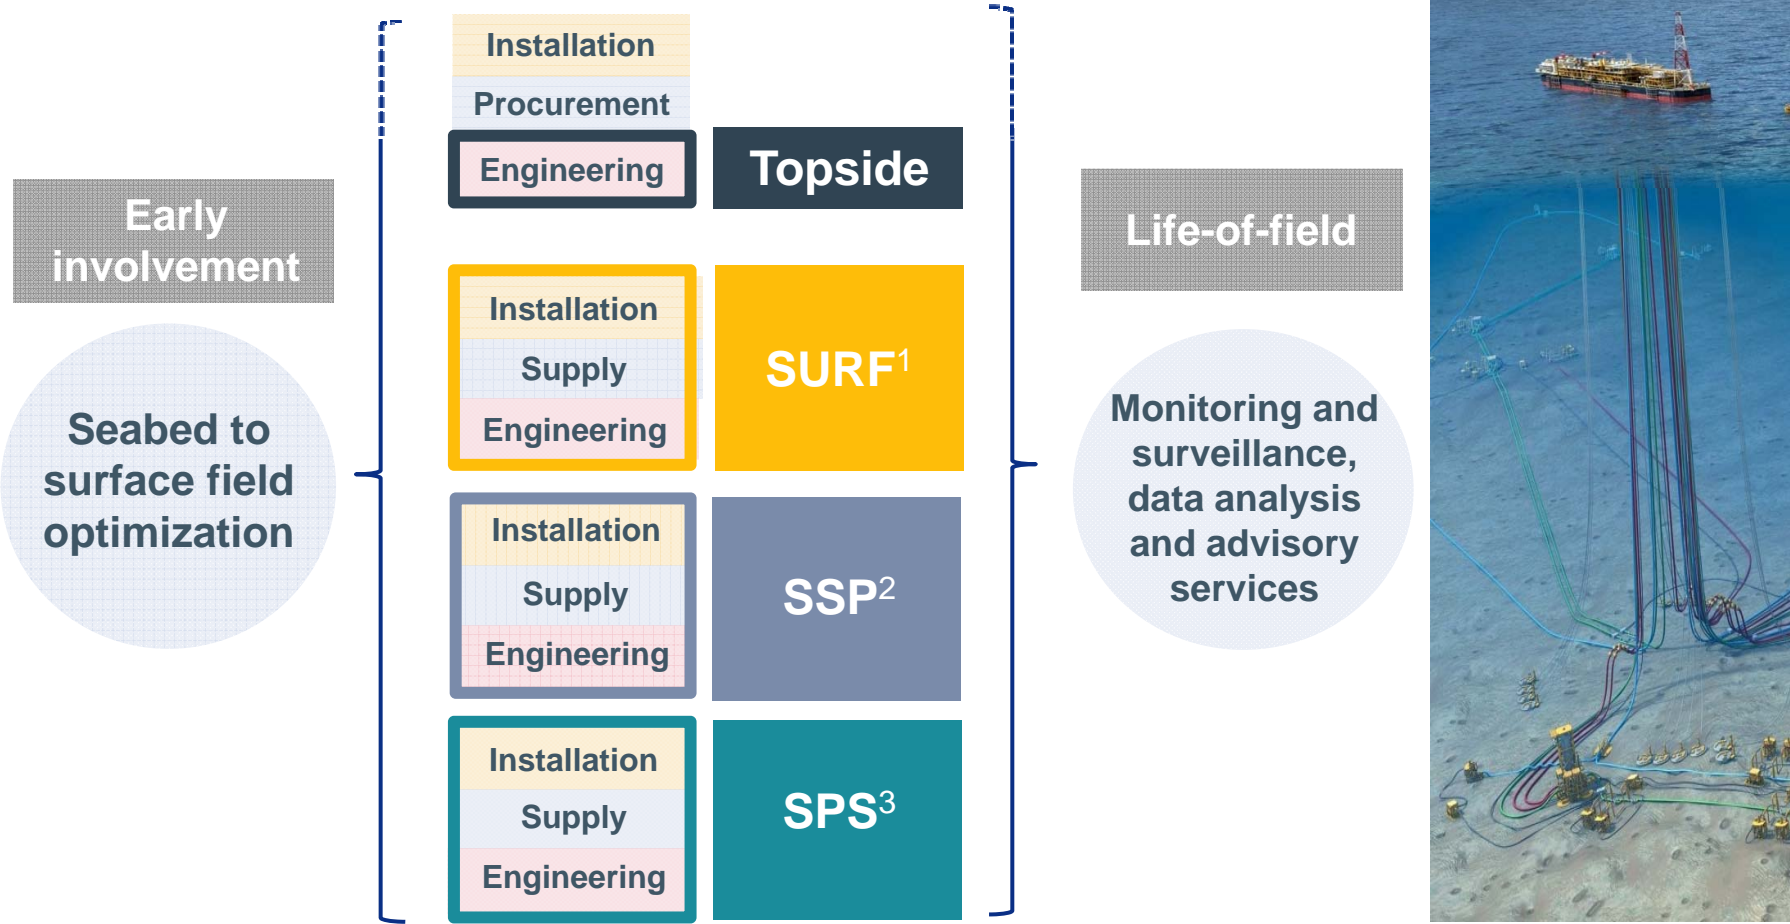 Early
involvement
Seabed to
surface field
optimization
Installation
Procurement
Engineering
Topside
Installation
Supply
Engineering
SURF¹
Installation
Supply
Engineering
SSP²
Installation
Supply
Engineering
SPS³
Life-of-field
Monitoring and
surveillance,
data analysis
and advisory
services